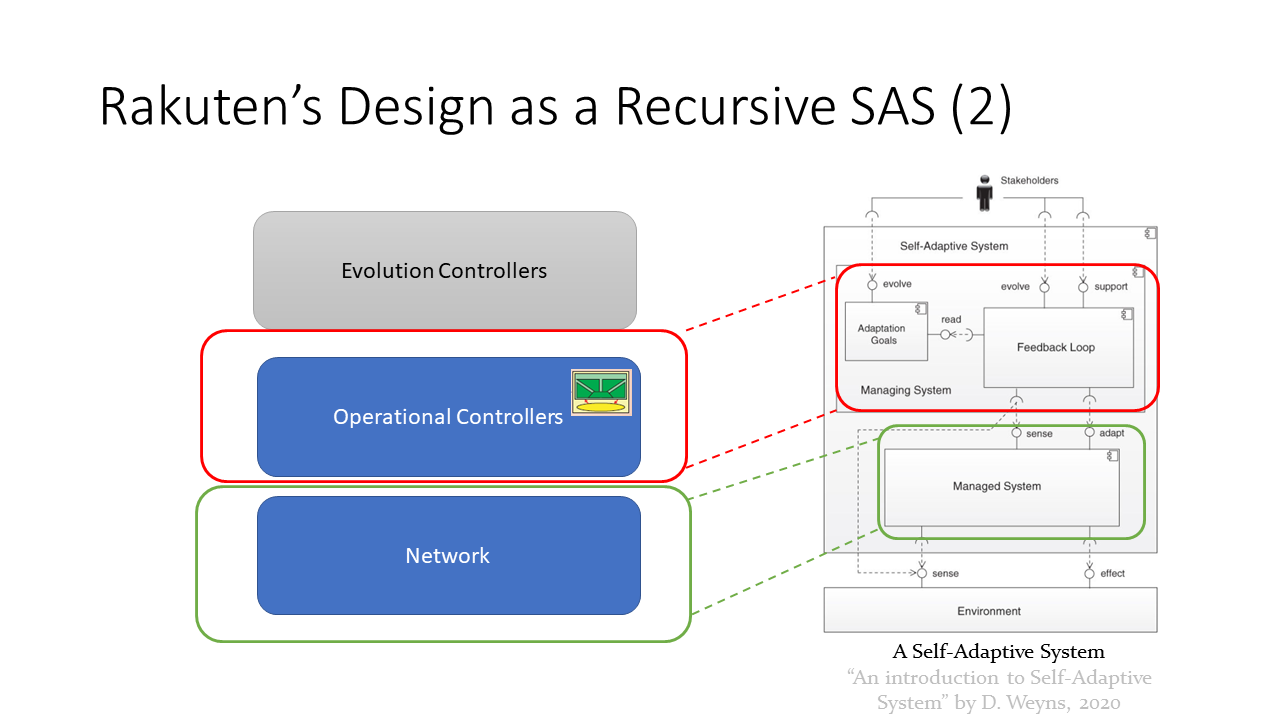 Rakuten’s Design as a Recursive SAS (2)
Evolution Controllers
Operational Controllers
Network
Stakeholders
Self-Adaptive System
evolve
evolve
support
Adaptation
Goals
read
Feedback Loop
Managing System
sense
adapt
Managed System
sense
effect
Environment
A Self-Adaptive System
“An introduction to Self-Adaptive
System” by D. Weyns, 2020